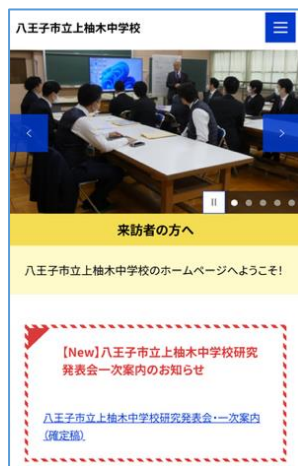 八王子市立上柚木中学校
来訪者の方へ
八王子市立上柚木中学校のホームページへようこそ!
【New】八王子市立上柚木中学校研究
発表会一次案内のお知らせ
八王子市立上柚木中学校研究発表会・一次案内
(確定稿)